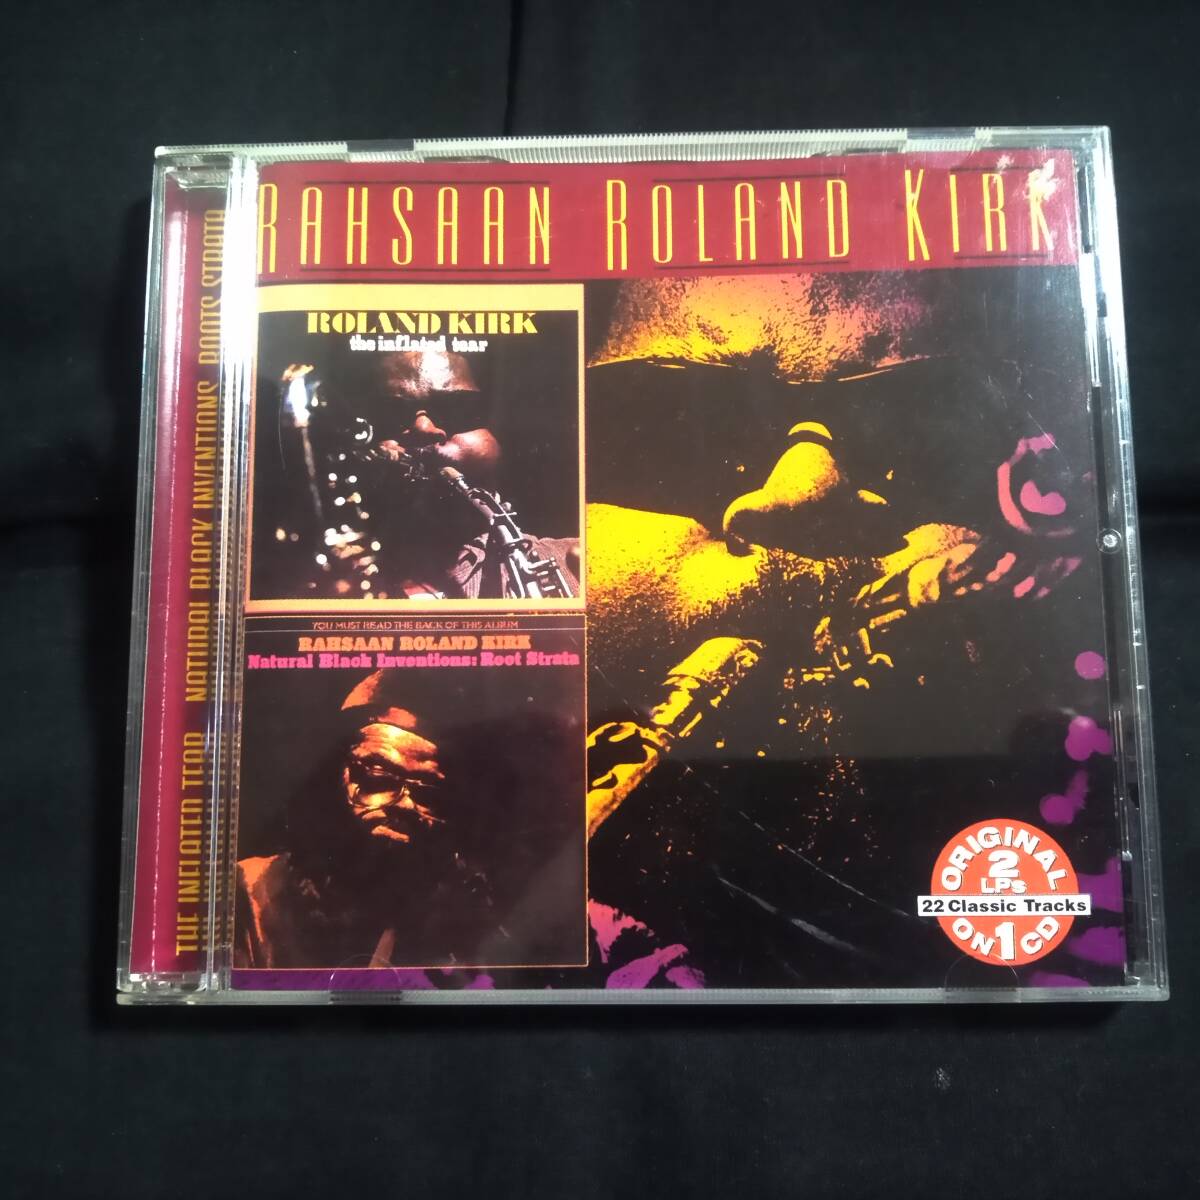 RAHSAAN ROLAND KIRK
ROLAND KIRK
the inflated tear
YOU MUST READ THE BACK OF THIS ALBUM
RAHSAAN ROLAND KIRK
Natural Black Inventions: Root Strata
THE INFLATED TEAR NATURAL BLACK INVENTIONS ROOTS STRATA
ORIGINAL
2
LPs
22 Classic Tracks
ON 1 CD